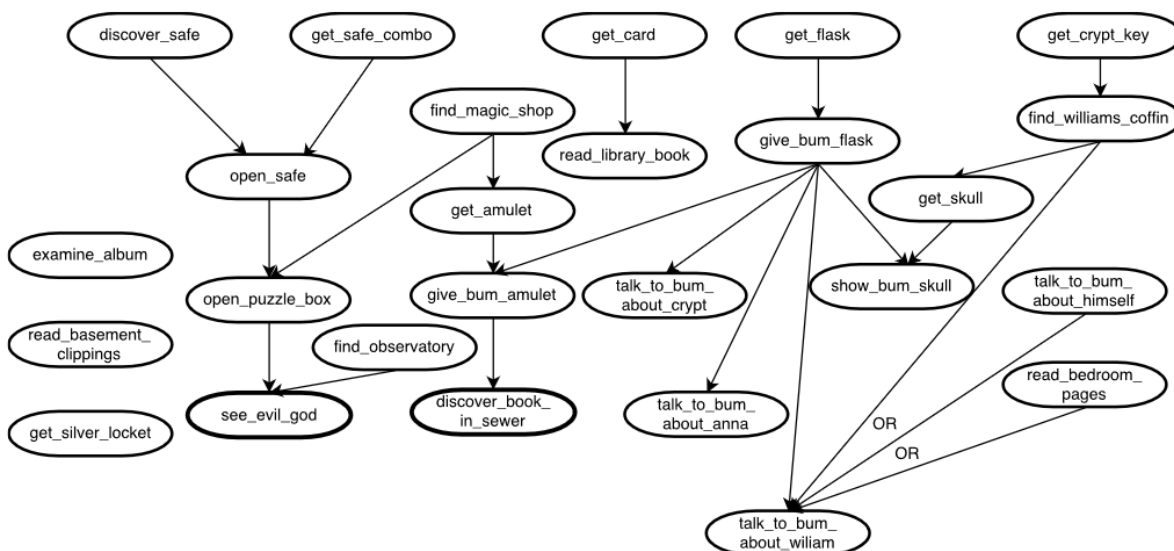 discover_safe
get_safe_combo
get_card
get_flask
get_crypt_key
find_magic_shop
find_williams_coffin
give_bum_flask
read_library_book
open_safe
get_skull
get_amulet
examine_album
open_puzzle_box
give_bum_amulet
talk_to_bum_
about_crypt
show_bum_skull
talk_to_bum_
about_himself
read_basement_
clippings
find_observatory
read_bedroom_
pages
see_evil_god
discover_book_
in_sewer
talk_to_bum_
about_anna
get_silver_locket
OR
OR
talk_to_bum_
about_wiliam